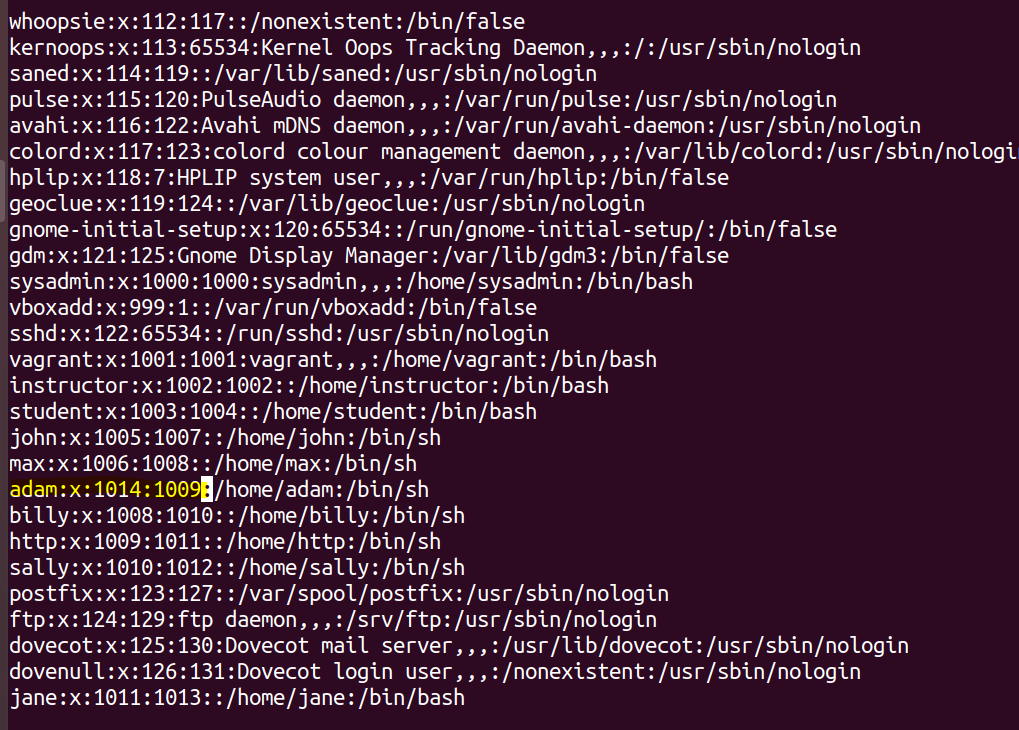 whoopsie:x:112:117::/nonexistent:/bin/false
kernoops:x:113:65534:Kernel Oops Tracking Daemon,,,:/:/usr/sbin/nologin
saned:x:114:119::/var/lib/saned:/usr/sbin/nologin
pulse:x:115:120:PulseAudio daemon,,,:/var/run/pulse:/usr/sbin/nologin
avahi:x:116:122:Avahi mDNS daemon,,,:/var/run/avahi-daemon:/usr/sbin/nologin
colord:x:117:123:colord colour management daemon,,,:/var/lib/colord:/usr/sbin/nologi
hplip:x:118:7:HPLIP system user,,,:/var/run/hplip:/bin/false
geoclue:x:119:124::/var/lib/geoclue:/usr/sbin/nologin
gnome-initial-setup:x:120:65534::/run/gnome-initial-setup/:/bin/false
gdm:x:121:125:Gnome Display Manager:/var/lib/gdm3:/bin/false
sysadmin:x:1000:1000:sysadmin,,,:/home/sysadmin:/bin/bash
vboxadd:x:999:1::/var/run/vboxadd:/bin/false
sshd:x:122:65534::/run/sshd:/usr/sbin/nologin
vagrant:x:1001:1001:vagrant,,,:/home/vagrant:/bin/bash
instructor:x:1002:1002::/home/instructor:/bin/bash
student:x:1003:1004::/home/student:/bin/bash
john:x:1005:1007::/home/john:/bin/sh
max:x:1006:1008::/home/max:/bin/sh
adam:x:1014:1009:/home/adam:/bin/sh
billy:x:1008:1010::/home/billy:/bin/sh
http:x:1009:1011::/home/http:/bin/sh
sally:x:1010:1012::/home/sally:/bin/sh
postfix:x:123:127::/var/spool/postfix:/usr/sbin/nologin
ftp:x:124:129:ftp daemon,,,:/srv/ftp:/usr/sbin/nologin
dovecot:x:125:130:Dovecot mail server,,,:/usr/lib/dovecot:/usr/sbin/nologin
dovenull:x:126:131:Dovecot login user,,,:/nonexistent:/usr/sbin/nologin
jane:x:1011:1013::/home/jane:/bin/bash